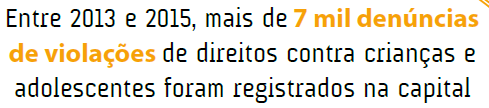 Entre 2013 e 2015, mais de 7 mil denúncias
de violações de direitos contra crianças e
adolescentes foram registrados na capital